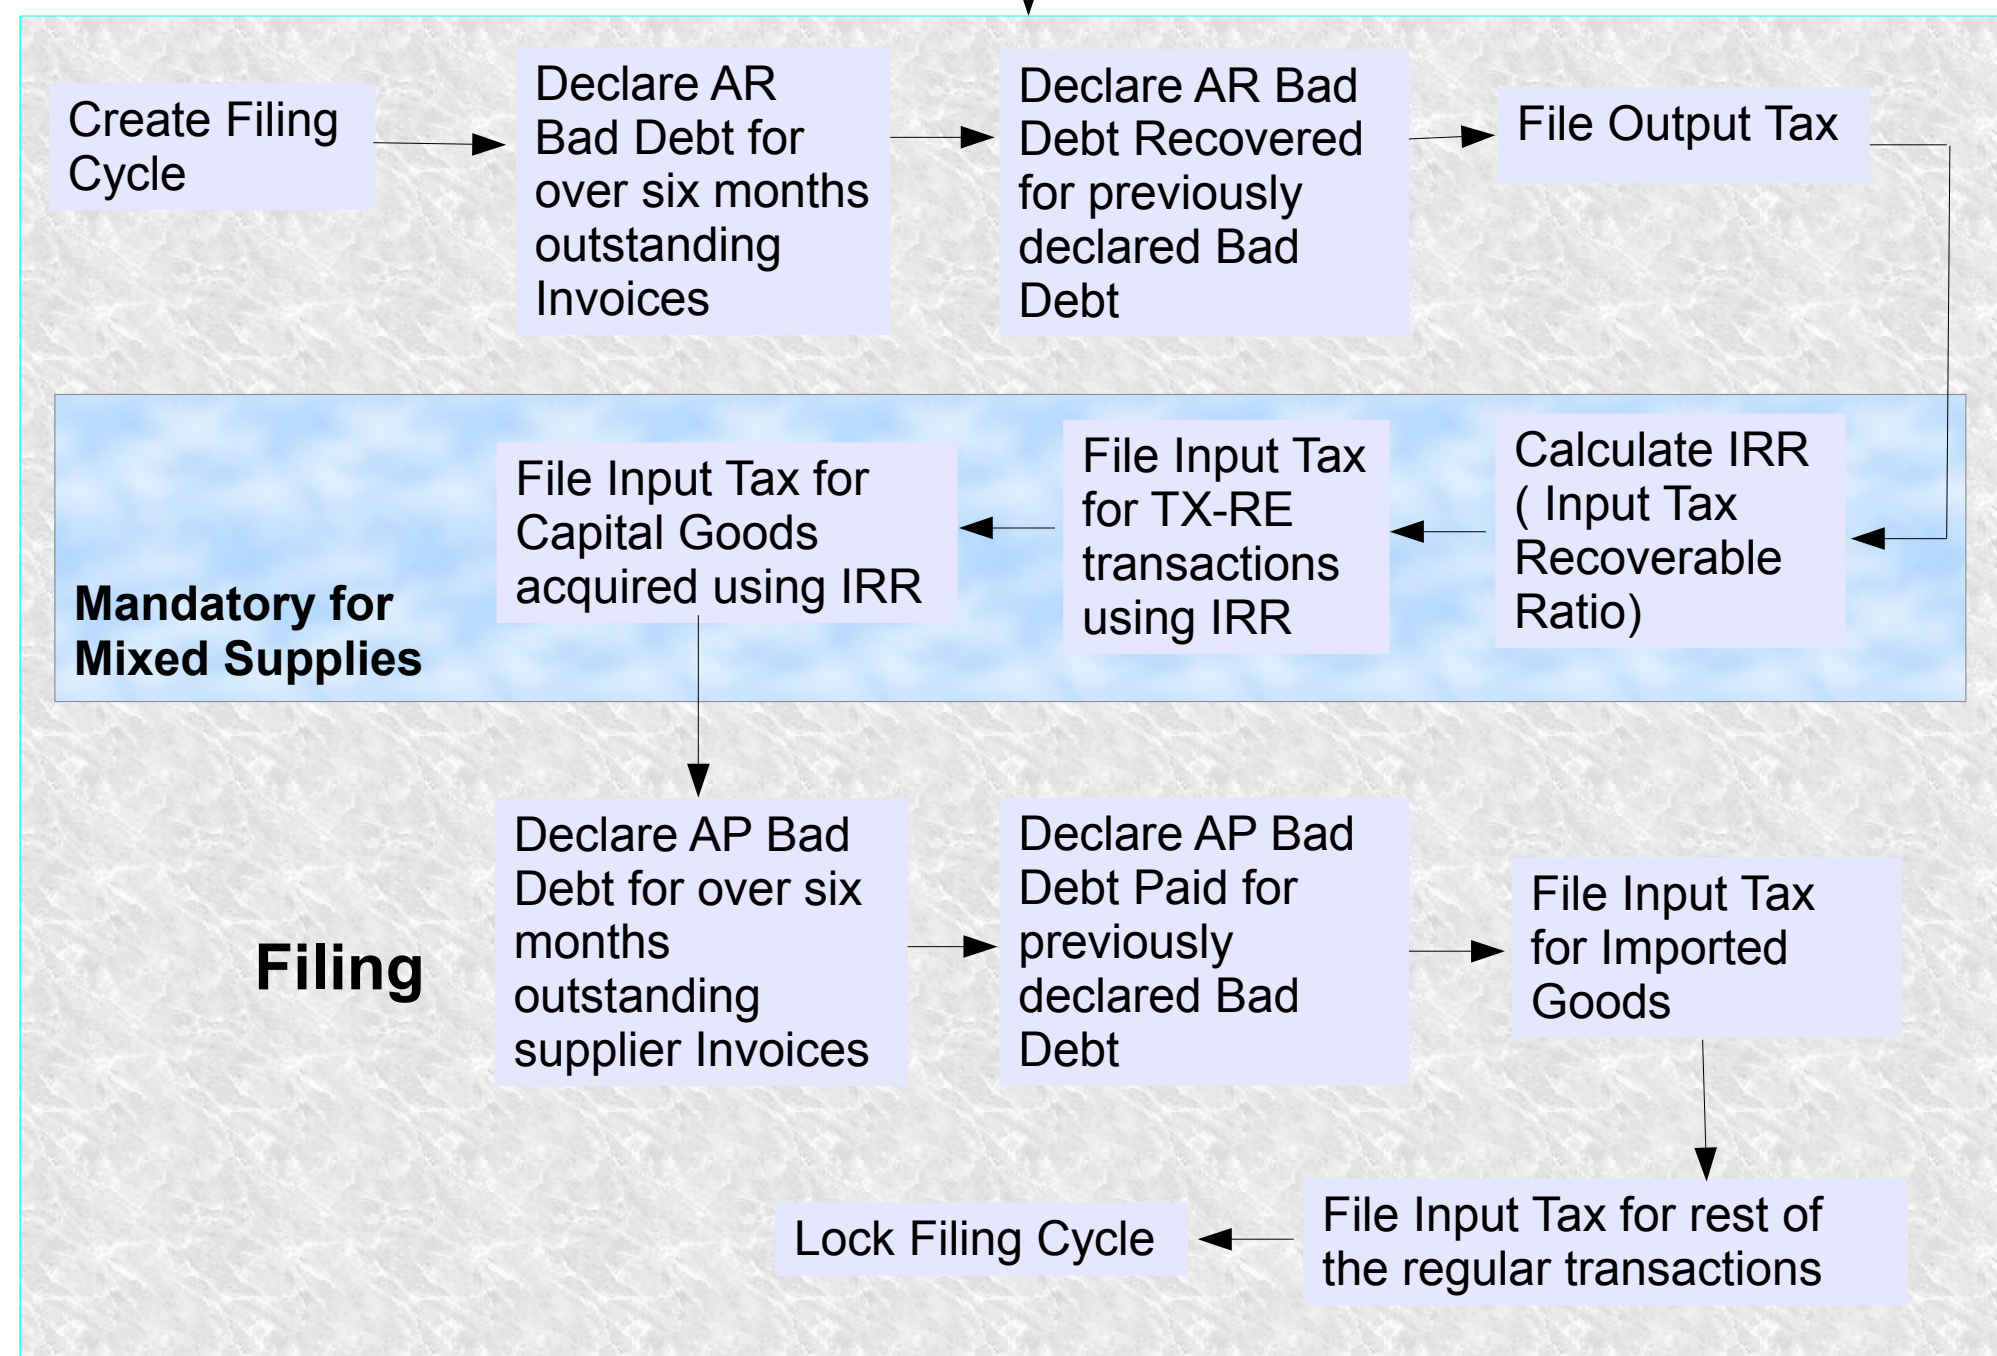 Create Filing
Cycle
Declare AR
Bad Debt for
over six months
outstanding
Invoices
Declare AR Bad
Debt Recovered
for previously
declared Bad
Debt
File Output Tax
Calculate IRR
( Input Tax
Recoverable
Ratio)
File Input Tax
for TX-RE
transactions
using IRR
File Input Tax for
Capital Goods
acquired using IRR
Mandatory for
Mixed Supplies
Declare AP Bad
Debt for over six
months
outstanding
supplier Invoices
Declare AP Bad
Debt Paid for
previously
declared Bad
Debt
File Input Tax
for Imported
Goods
Filing
File Input Tax for rest of
the regular transactions
Lock Filing Cycle